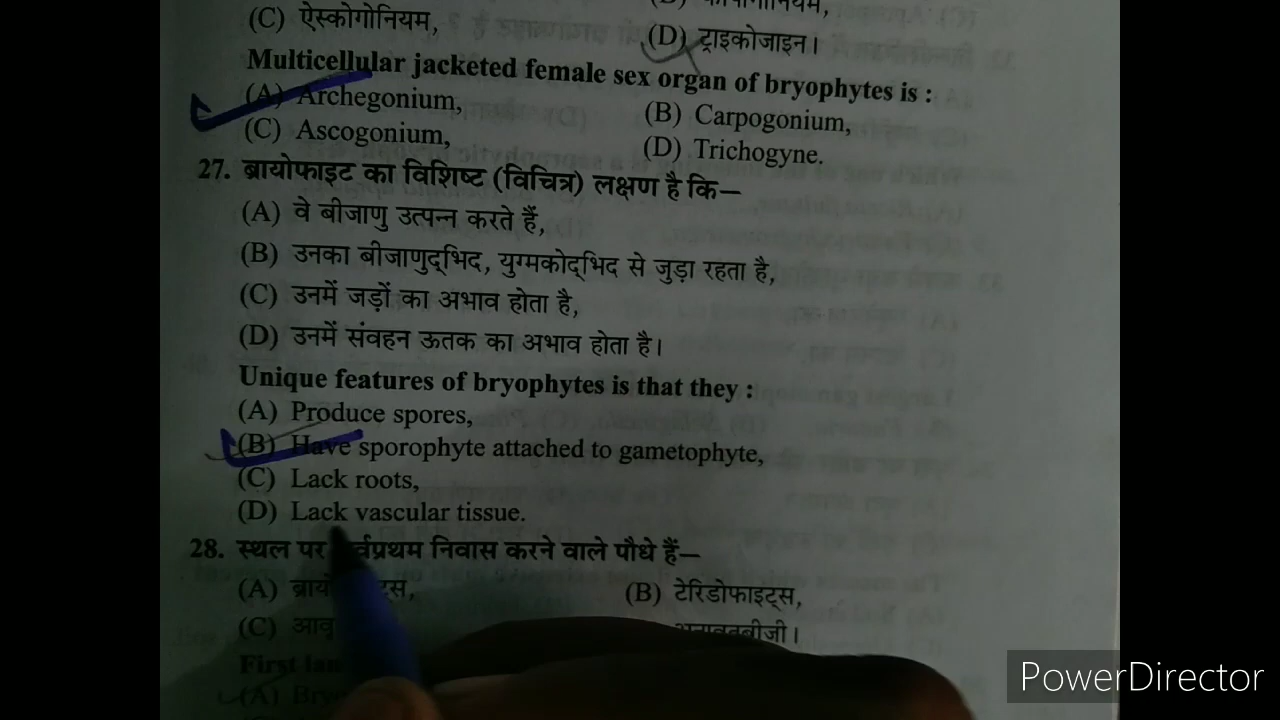 (C) ऐस्कोगोनियम,
(D) ट्राइकोजाइन।
Multicellular jacketed female sex organ of bryophytes is :
(A) Archegonium,
(B) Carpogonium,
(C) Ascogonium,
(D) Trichogyne.
27. ब्रायोफाइट का विशिष्ट (विचित्र) लक्षण है कि—
(A) वे बीजाणु उत्पन्न करते हैं,
(B) उनका बीजाणुद्भिद, युग्मकोद्भिद से जुड़ा रहता है,
(C) उनमें जड़ों का अभाव होता है,
(D) उनमें संवहन ऊतक का अभाव होता है।
Unique features of bryophytes is that they :
(A) Produce spores,
(B) Have sporophyte attached to gametophyte,
(C) Lack roots,
(D) Lack vascular tissue.
28. स्थल पर निवास करने वाले पौधे हैं—
(A)
(B) टेरिडोफाइट्स,
(C)
First
(A)
PowerDirector